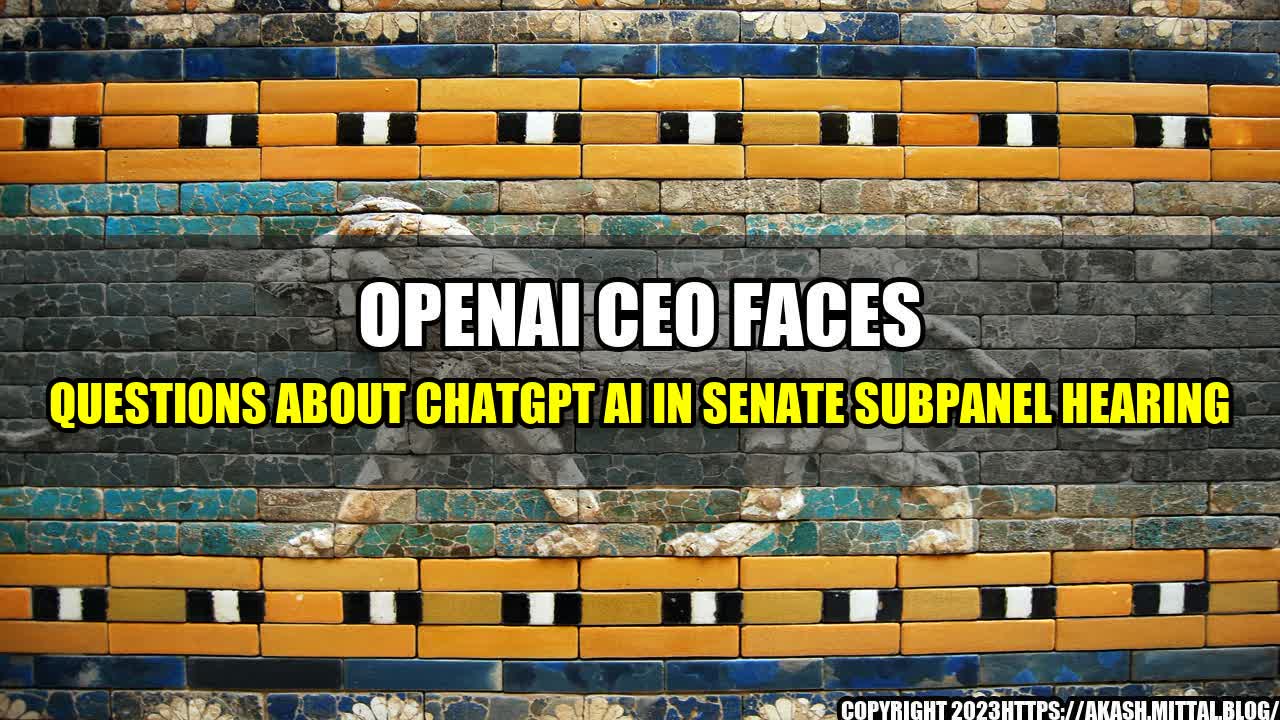 OPENAI CEO FACES
QUESTIONS ABOUT CHATGPT AI IN SENATE SUBPANEL HEARING
COPYRIGHT 2023HTTPS://AKASH.MITTAL.BLOG/